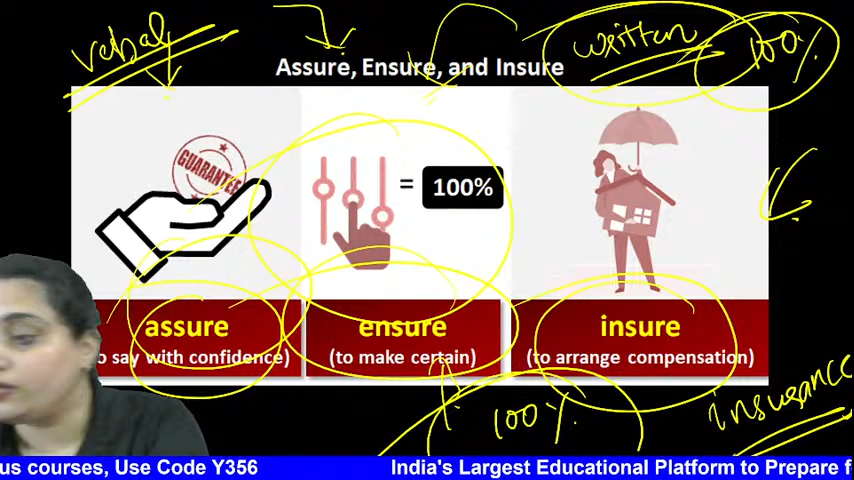 verbal
written
100%
Assure, Ensure, and Insure
GUARANTEE
= 100%
assure
ensure
insure
o say with confidence)
(to make certain)
(to arrange compensation)
100%
insurance
us courses, Use Code Y356
India's Largest Educational Platform to Prepare f